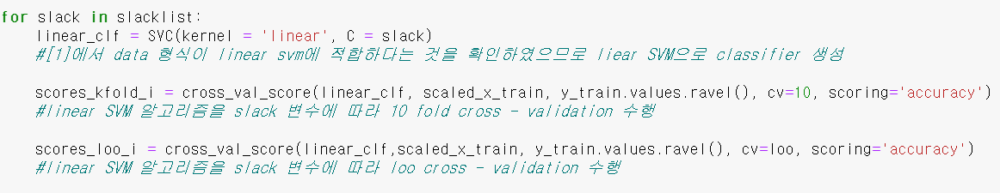 for slack in slacklist:
linear_clf = SVC(kernel = 'linear', C = slack)
#[1]에서 data 형식이 linear svm에 적합하다는 것을 확인하였으므로 liear SVM으로 classifier 생성
scores_kfold_i = cross_val_score(linear_clf, scaled_x_train, y_train.values.ravel(), cv=10, scoring='accuracy')
#linear SVM 알고리즘을 slack 변수에 따라 10 fold cross - validation 수행
scores_loo_i = cross_val_score(linear_clf,scaled_x_train, y_train.values.ravel(), cv=loo, scoring='accuracy')
#linear SVM 알고리즘을 slack 변수에 따라 loo cross - validation 수행